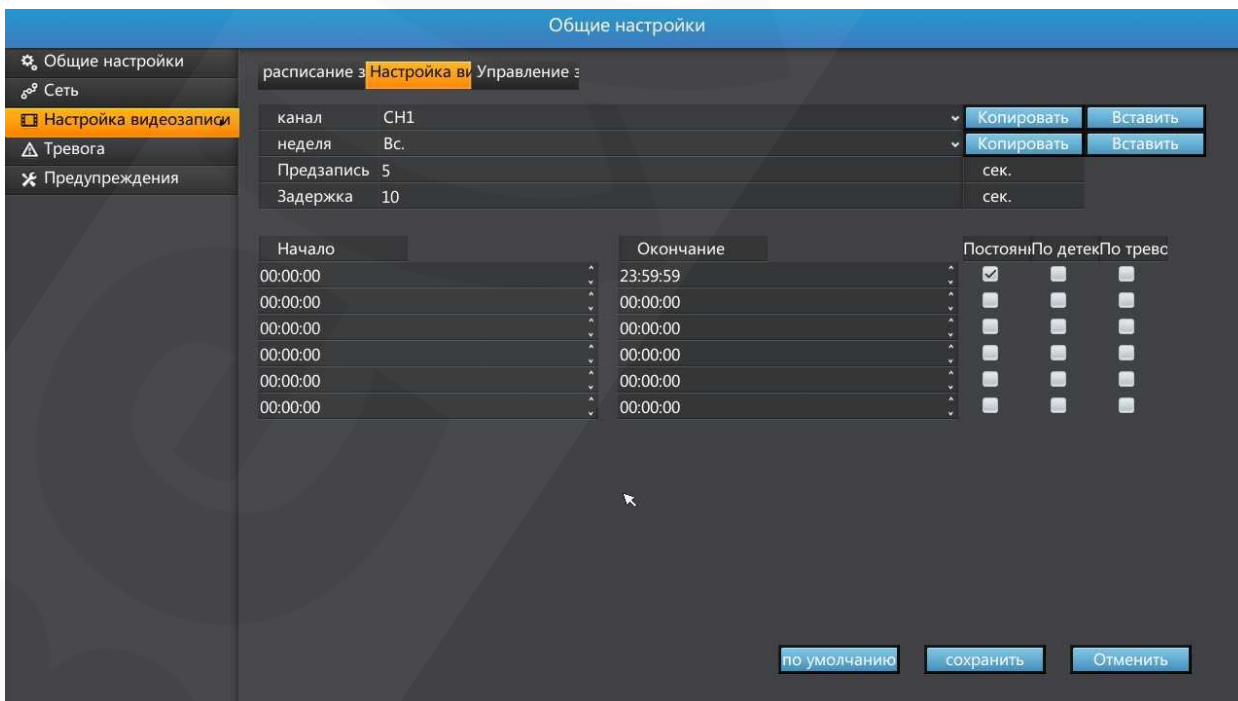 Общие настройки
Общие настройки
Сеть
Настройка видеозаписи
Тревога
Предупреждения
расписание з Настройка ви Управление з
канал CH1 Копировать Вставить
неделя Вс. Копировать Вставить
Предзапись 5 сек.
Задержка 10 сек.
Начало Окончание Постоян По детек По трево
00:00:00 23:59:59
00:00:00 00:00:00
00:00:00 00:00:00
00:00:00 00:00:00
00:00:00 00:00:00
00:00:00 00:00:00
по умолчанию сохранить Отменить